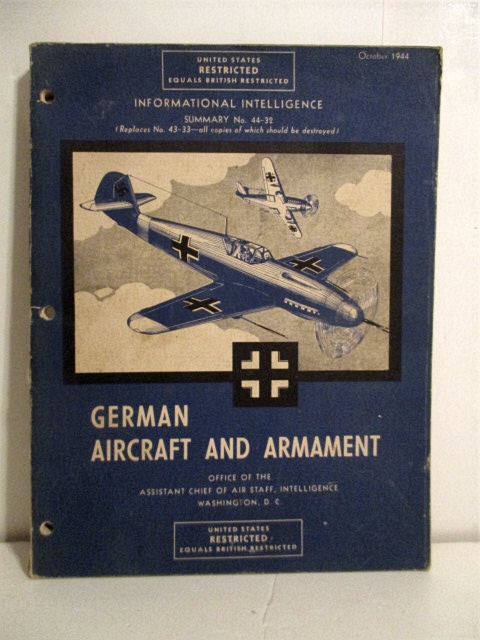 October 1944
UNITED STATES
RESTRICTED
EQUALS BRITISH RESTRICTED
INFORMATIONAL INTELLIGENCE
SUMMARY No. 44-32
(Replaces No. 43-33—all copies of which should be destroyed)
GERMAN
AIRCRAFT AND ARMAMENT
OFFICE OF THE
ASSISTANT CHIEF OF AIR STAFF, INTELLIGENCE
WASHINGTON, D. C.
UNITED STATES
RESTRICTED
EQUALS BRITISH RESTRICTED